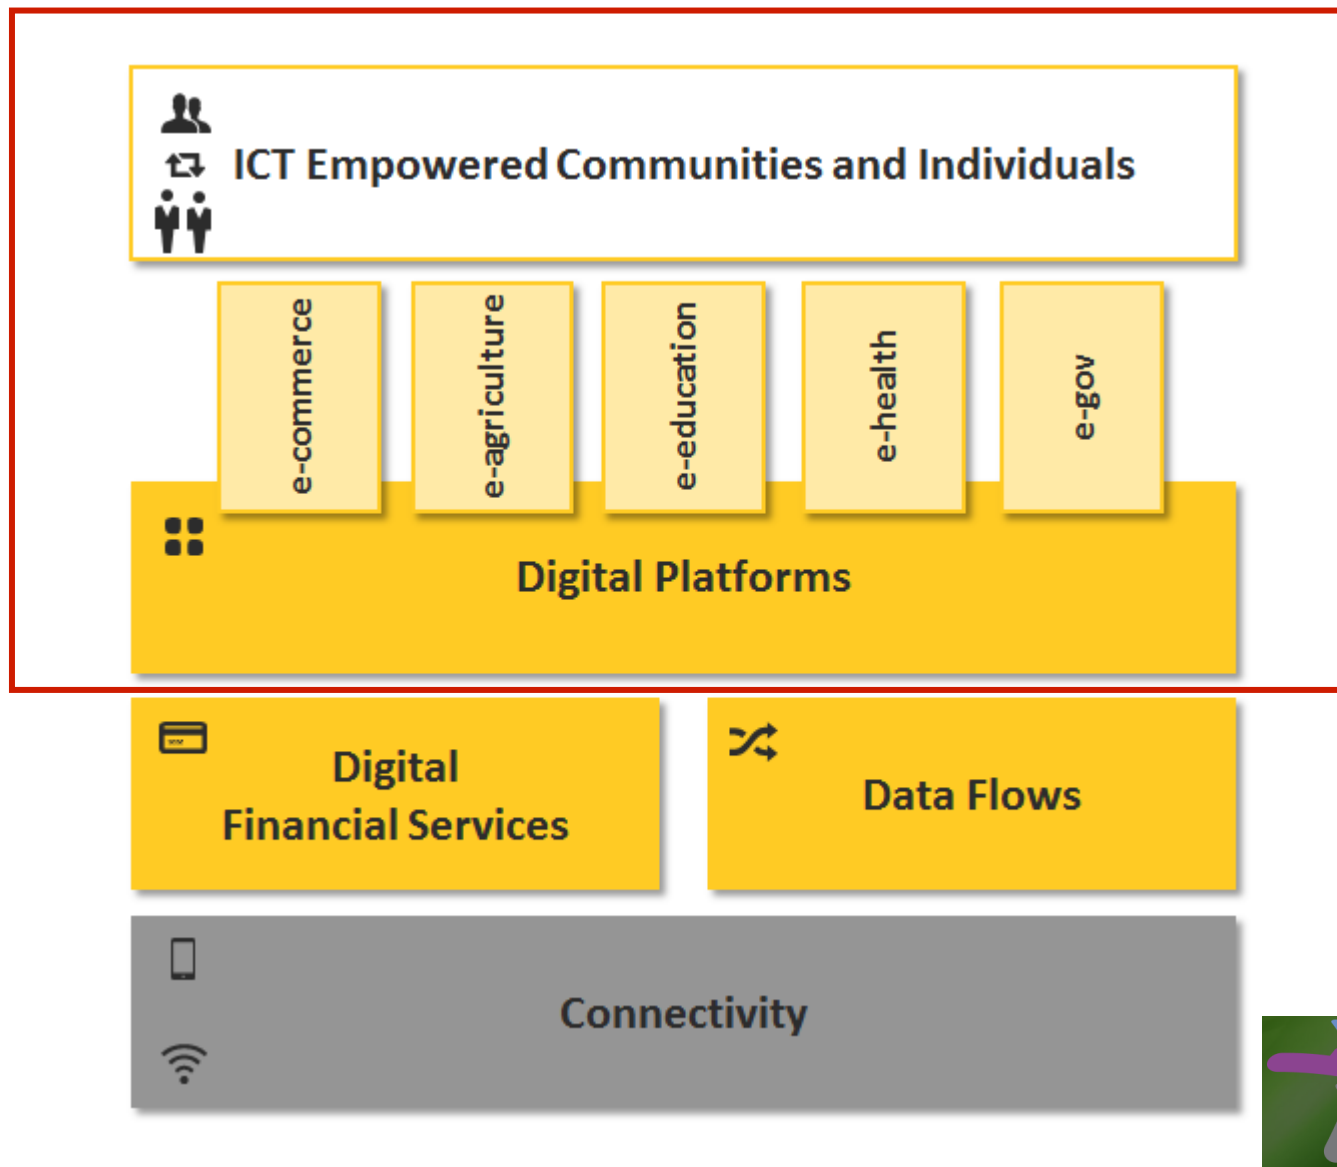 ICT Empowered Communities and Individuals
e-commerce
e-agriculture
e-education
e-health
e-gov
Digital Platforms
Digital
Financial Services
Data Flows
Connectivity